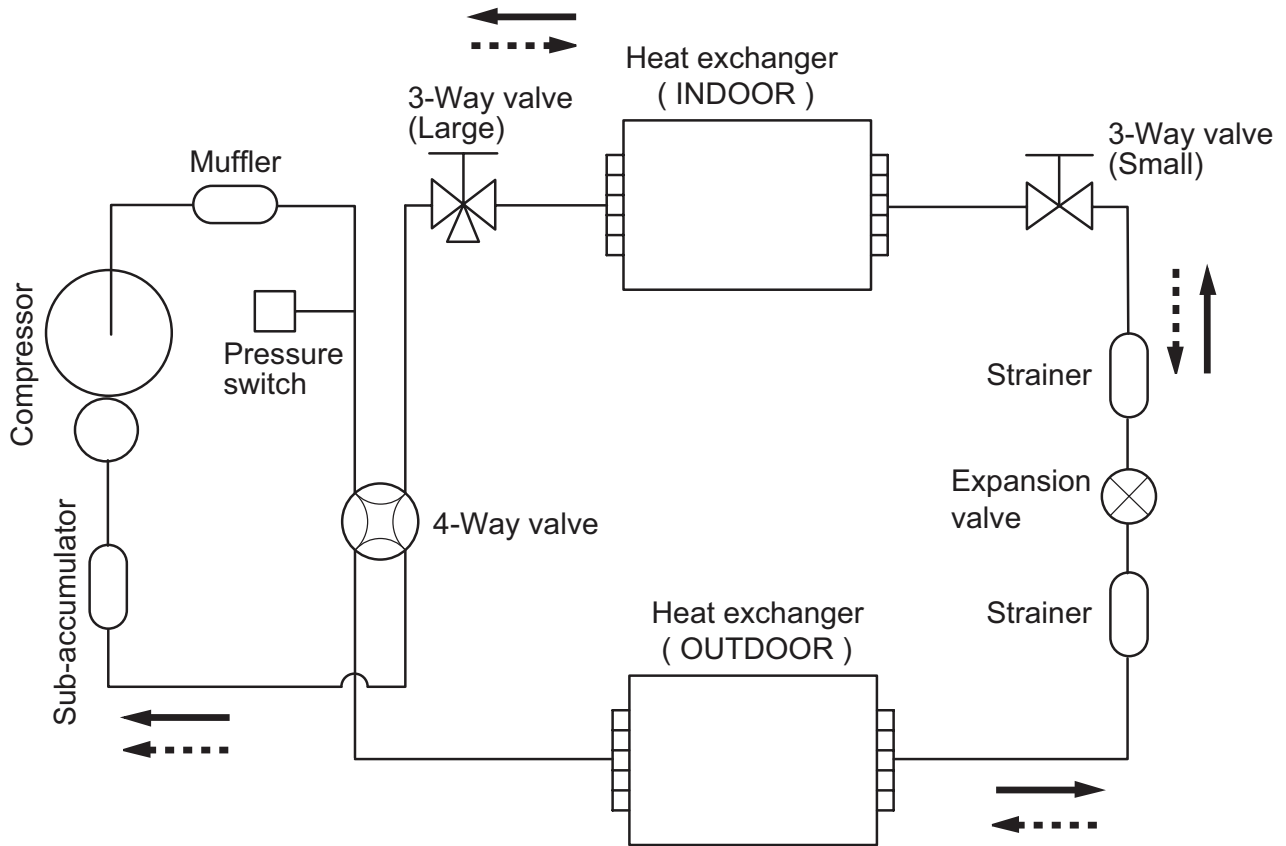 Heat exchanger
( INDOOR )
3-Way valve
(Large)
3-Way valve
(Small)
Muffler
Compressor
Pressure
switch
Strainer
Expansion
valve
4-Way valve
Sub-accumulator
Strainer
Heat exchanger
( OUTDOOR )